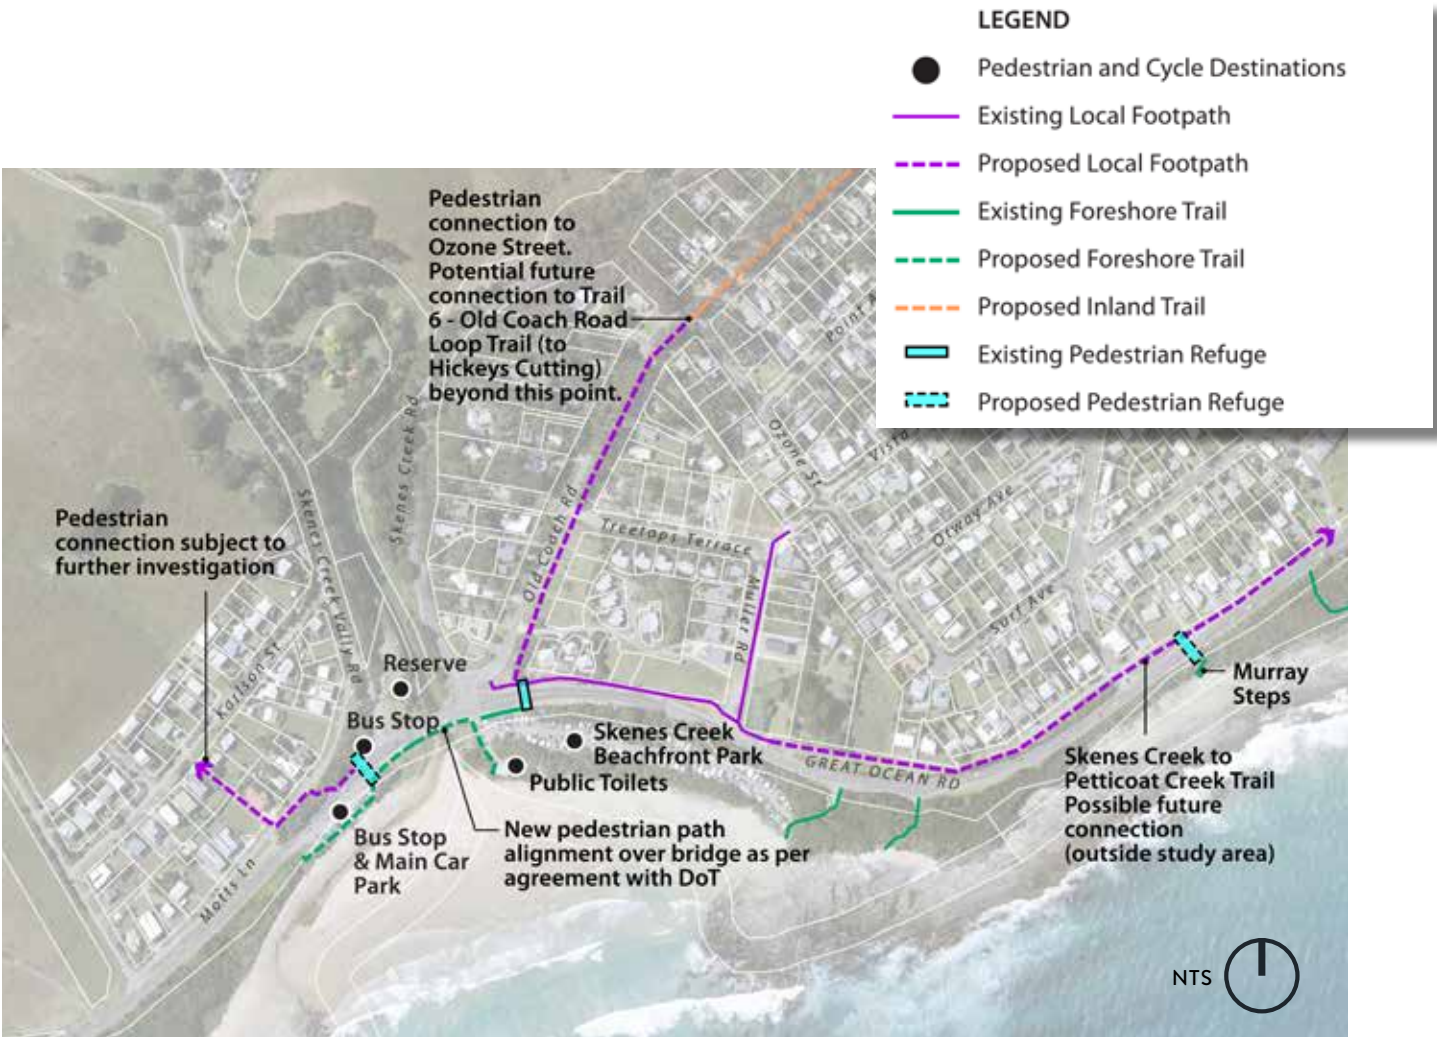 LEGEND
Pedestrian and Cycle Destinations
Existing Local Footpath
Proposed Local Footpath
Existing Foreshore Trail
Proposed Foreshore Trail
Proposed Inland Trail
Existing Pedestrian Refuge
Proposed Pedestrian Refuge
Pedestrian
connection to
Ozone Street.
Potential future
connection to Trail
6 - Old Coach Road
Loop Trail (to
Hickeys Cutting)
beyond this point.
Point A
Ozone St
Vista
Skenes Creek Rd
Old Coach Rd
Treetops Terrace
Otway Ave
Surf Ave
Muller Rd
Pedestrian
connection subject to
further investigation
Skenes Creek Vally Rd
Karlson St
Reserve
Bus Stop
Skenes Creek
Beachfront Park
Public Toilets
GREAT OCEAN RD
Murray
Steps
Skenes Creek to
Petticoat Creek Trail
Possible future
connection
(outside study area)
Bus Stop
& Main Car
Park
Motts Ln
New pedestrian path
alignment over bridge as per
agreement with DoT
NTS